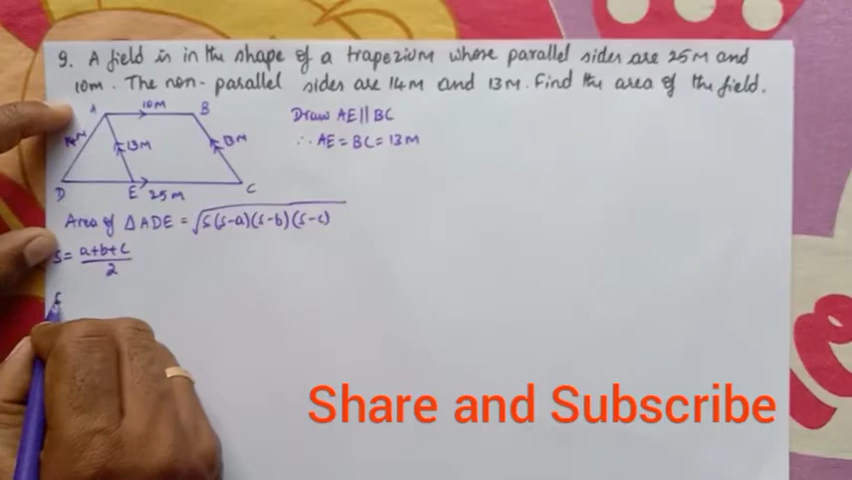 9. A field is in the shape of a trapezium whose parallel sides are 25M and
10m. The non-parallel sides are 14M and 13M. Find the area of the field.
A 10M B
Draw AE||BC
14M 13M 13M
∴ AE = BC = 13M
D E 25M C
Area of △ADE = √s(s-a)(s-b)(s-c)
s = a+b+c
2
Share and Subscribe